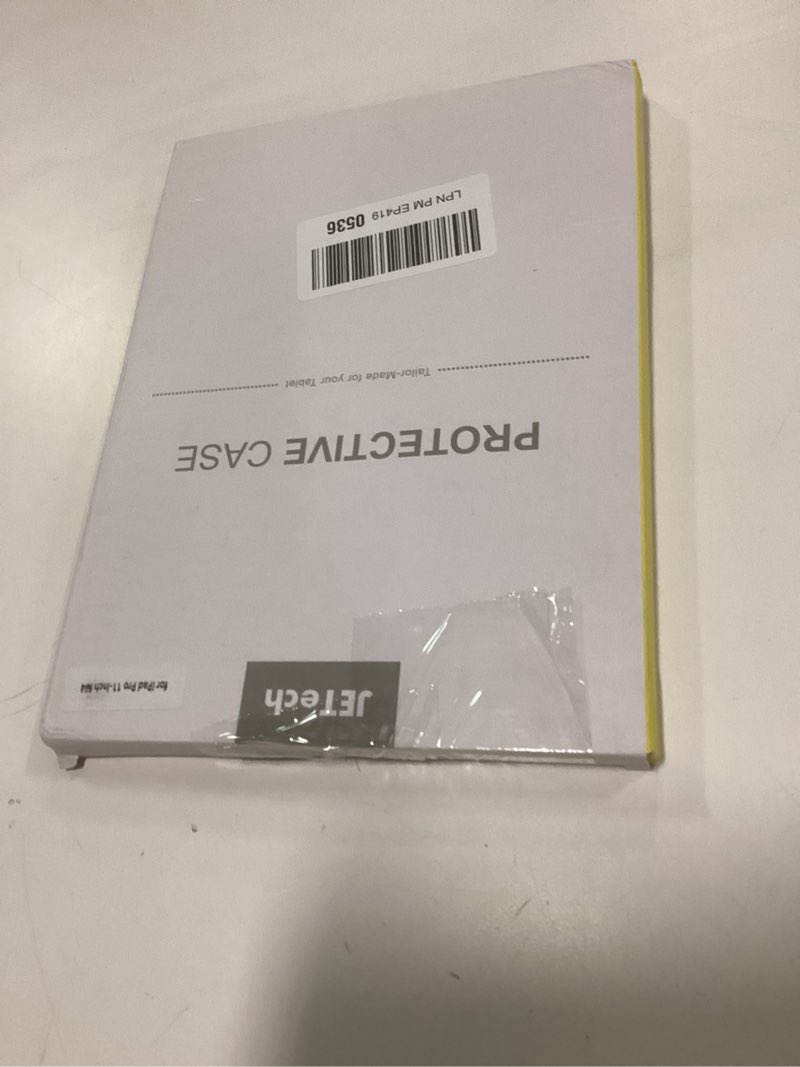 JETech
for iPad Pro 11-Inch M4
PROTECTIVE CASE
Tailor-Made for your Tablet
LPN PM EP419 0536